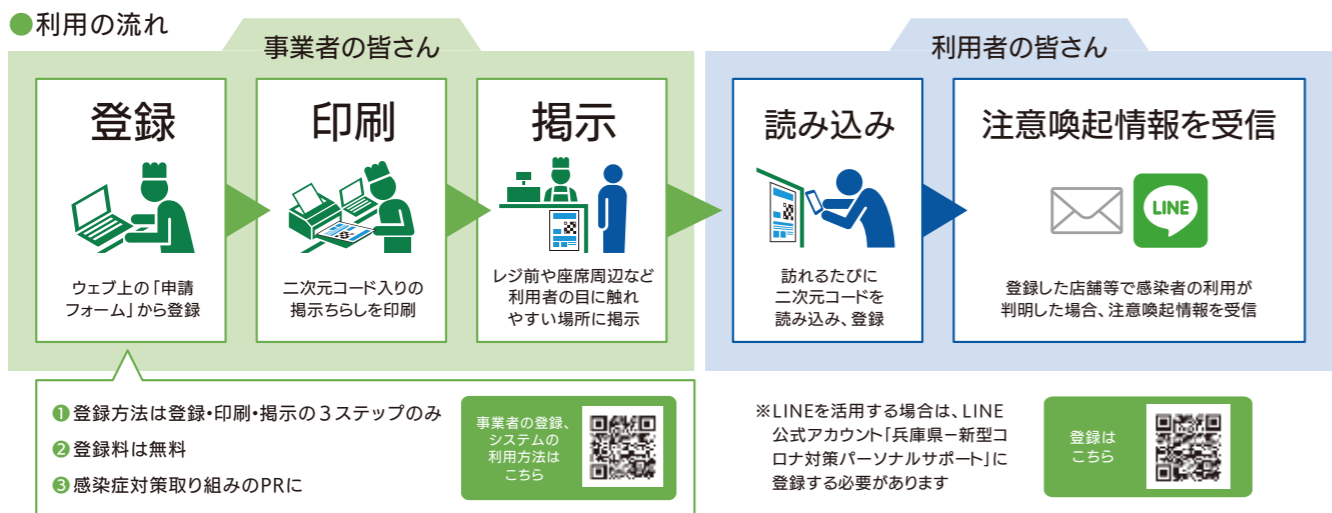 ●利用の流れ
事業者の皆さん
登録
ウェブ上の「申請
フォーム」から登録
印刷
二次元コード入りの
掲示ちらしを印刷
掲示
レジ前や座席周辺など
利用者の目に触れ
やすい場所に掲示
利用者の皆さん
読み込み
訪れるたびに
二次元コードを
読み込み、登録
注意喚起情報を受信
LINE
登録した店舗等で感染者の利用が
判明した場合、注意喚起情報を受信
❶登録方法は登録・印刷・掲示の3ステップのみ
❷登録料は無料
❸感染症対策取り組みのPRに
事業者の登録、
システムの
利用方法は
こちら
※LINEを活用する場合は、LINE
公式アカウント「兵庫県－新型コ
ロナ対策パーソナルサポート」に
登録する必要があります
登録は
こちら